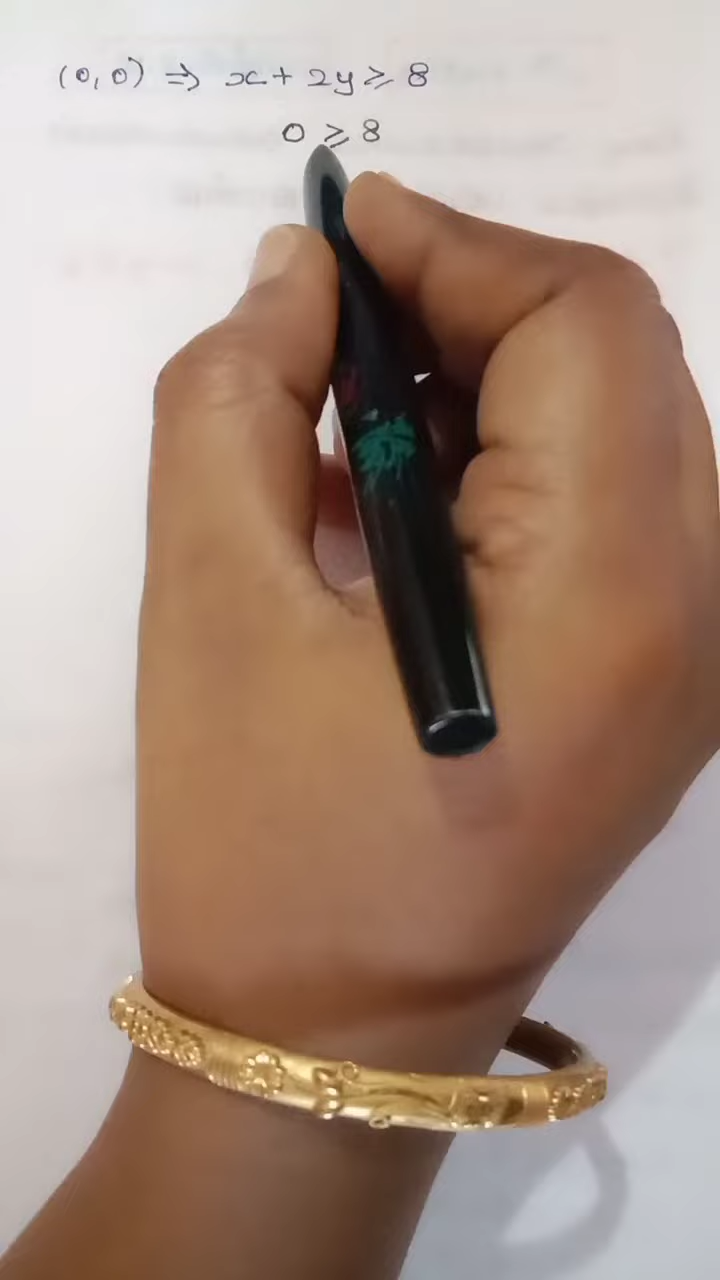 (0,0) ⇒ x + 2y ≥ 8
0 ≥ 8